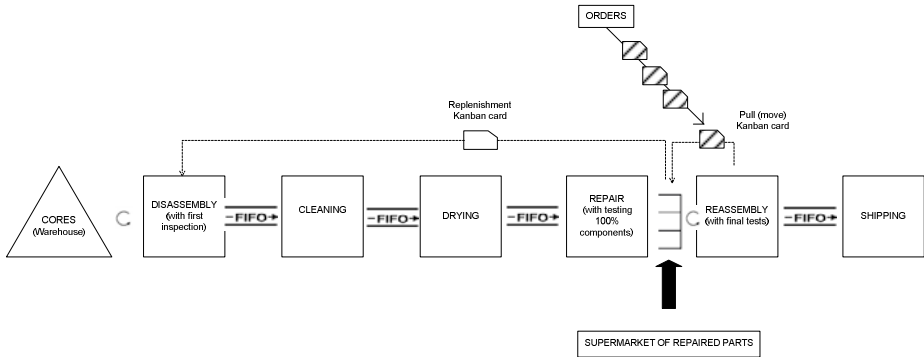 ORDERS
Replenishment
Kanban card
Pull (move)
Kanban card
CORES
(Warehouse)
DISASSEMBLY
(with first
inspection)
FIFO
CLEANING
FIFO
DRYING
FIFO
REPAIR
(with testing
100%
components)
REASSEMBLY
(with final tests)
FIFO
SHIPPING
SUPERMARKET OF REPAIRED PARTS